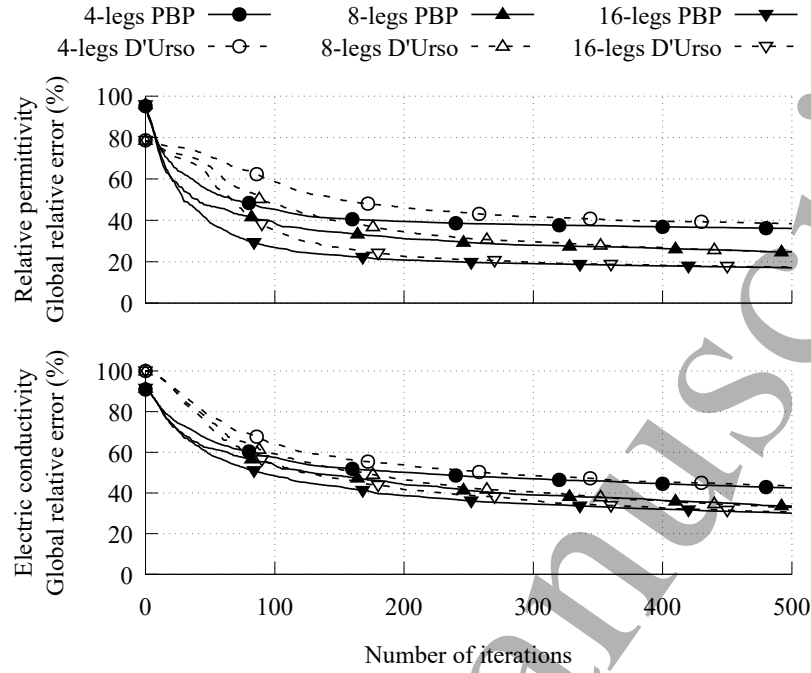 4-legs PBP 8-legs PBP 16-legs PBP
4-legs D'Urso 8-legs D'Urso 16-legs D'Urso
Relative permittivity
Global relative error (%)
100
80
60
40
20
0
Electric conductivity
Global relative error (%)
100
80
60
40
20
0
0 100 200 300 400 500
Number of iterations
anusc